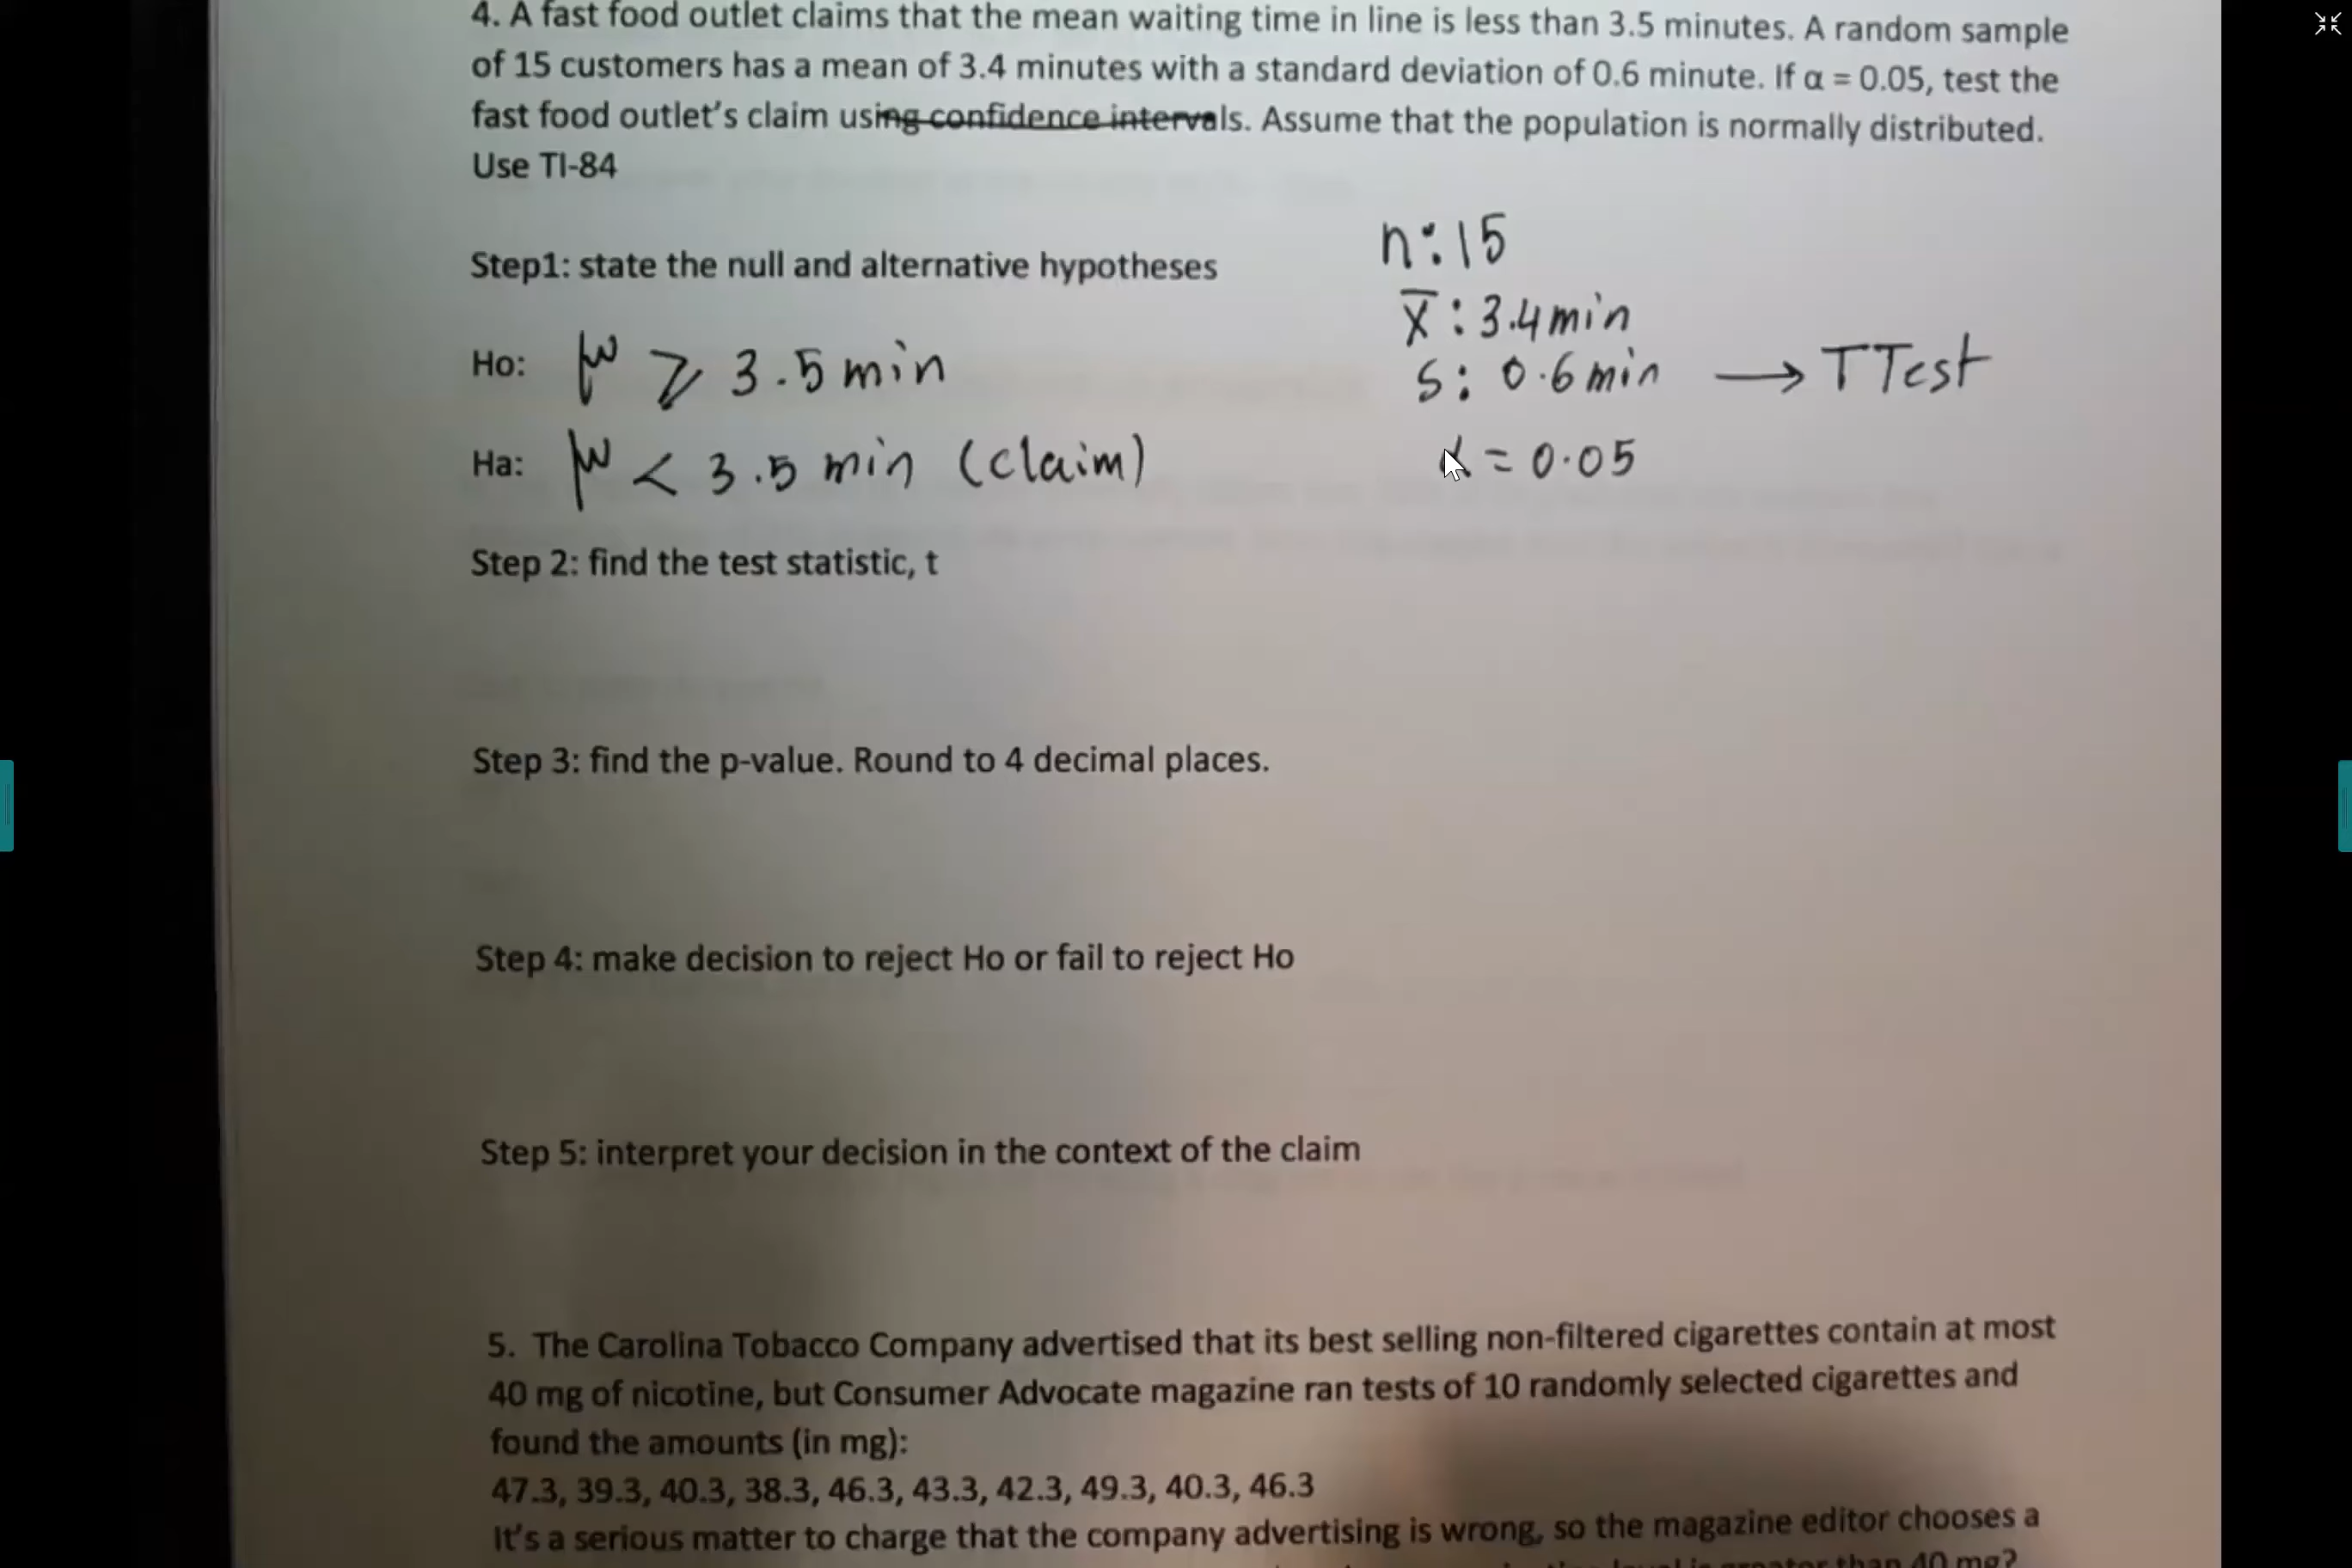 4. A fast food outlet claims that the mean waiting time in line is less than 3.5 minutes. A random sample
of 15 customers has a mean of 3.4 minutes with a standard deviation of 0.6 minute. If α = 0.05, test the
fast food outlet's claim using confidence intervals. Assume that the population is normally distributed.
Use TI-84
n: 15
Step1: state the null and alternative hypotheses
x̄ : 3.4 min
Ho: μ ⩾ 3.5 min
s: 0.6 min → T Test
Ha: μ < 3.5 min (claim)
α = 0.05
Step 2: find the test statistic, t
Step 3: find the p-value. Round to 4 decimal places.
Step 4: make decision to reject Ho or fail to reject Ho
Step 5: interpret your decision in the context of the claim
5. The Carolina Tobacco Company advertised that its best selling non-filtered cigarettes contain at most
40 mg of nicotine, but Consumer Advocate magazine ran tests of 10 randomly selected cigarettes and
found the amounts (in mg):
47.3, 39.3, 40.3, 38.3, 46.3, 43.3, 42.3, 49.3, 40.3, 46.3
It's a serious matter to charge that the company advertising is wrong, so the magazine editor chooses a
than 40 mg?